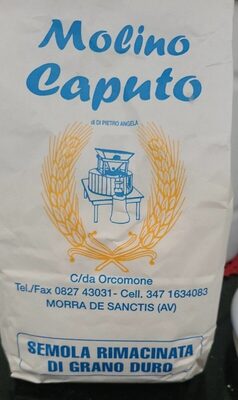 Molino
Caputo
di DI PIETRO ANGELA
C/da Orcomone
Tel./Fax 0827 43031- Cell. 347 1634083
MORRA DE SANCTIS (AV)
SEMOLA RIMACINATA
DI GRANO DURO